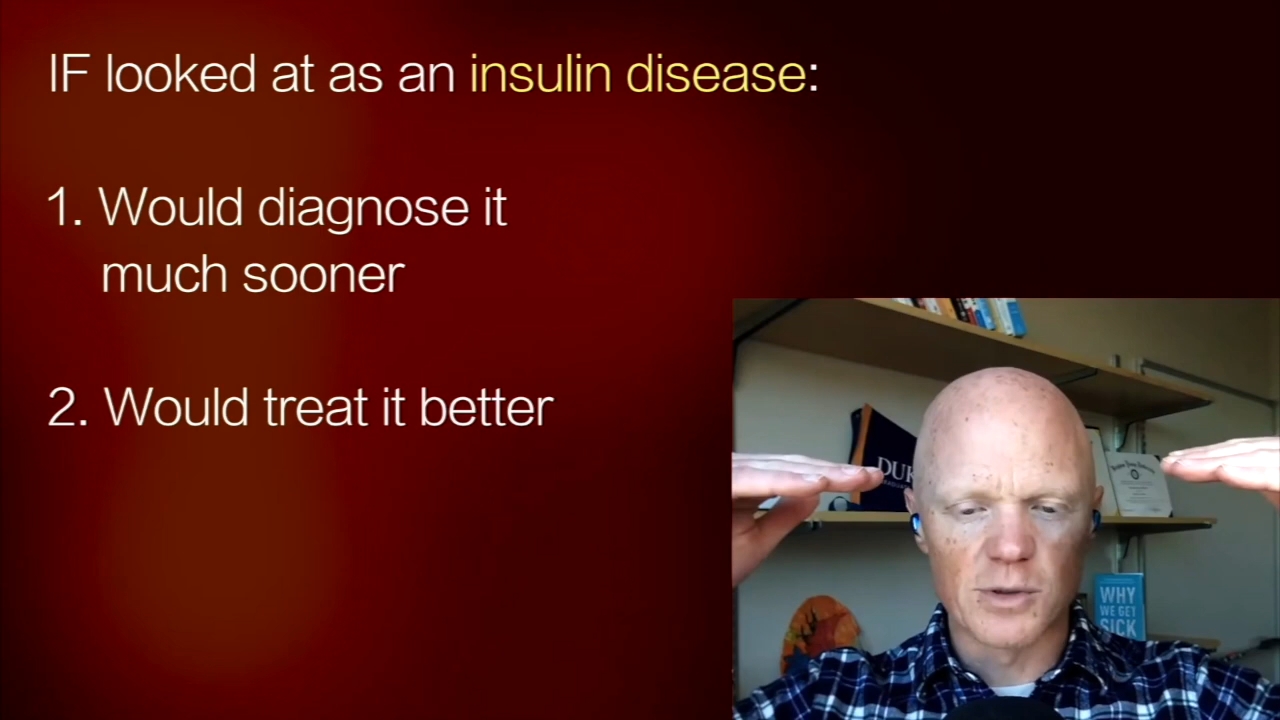 IF looked at as an insulin disease:
1. Would diagnose it
much sooner
2. Would treat it better
DUK
WHY
WE GET
SICK